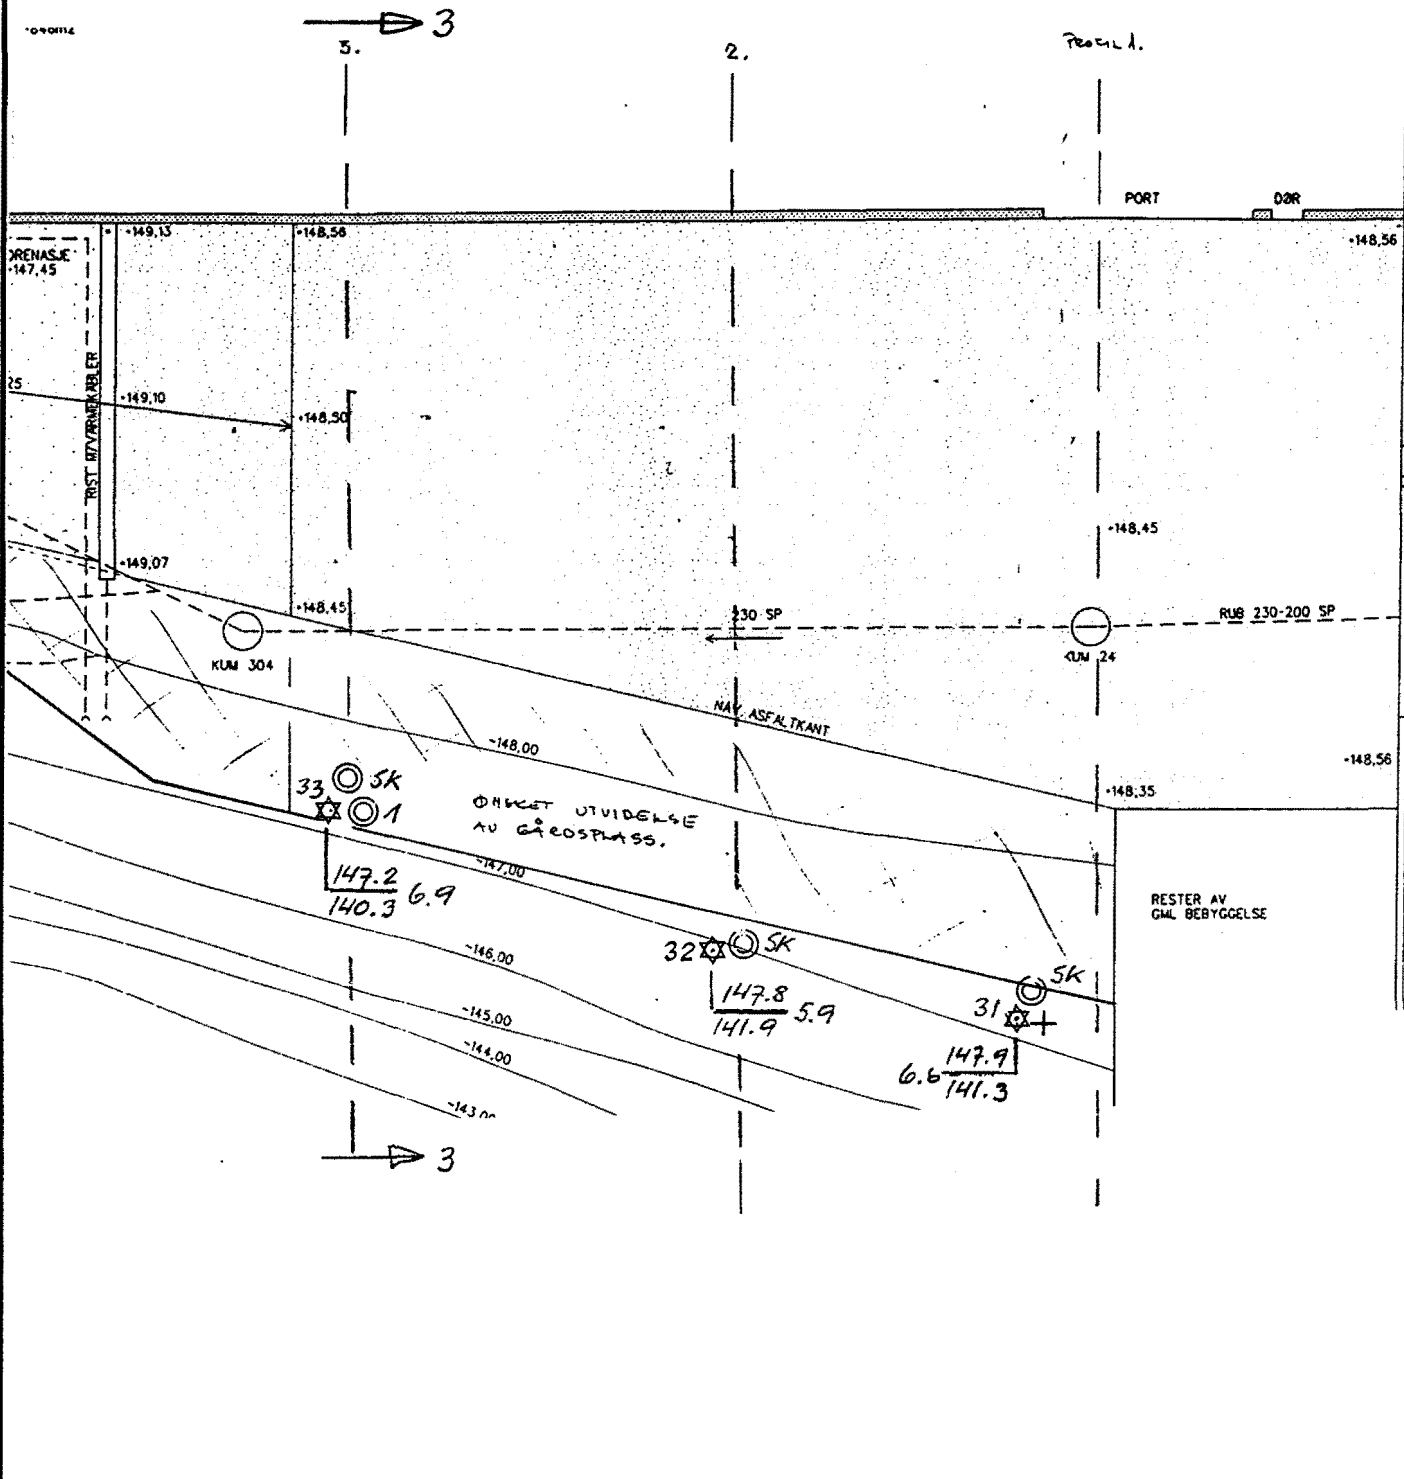 3
3.
2.
PROFIL 1.
PORT
DØR
+149,13
+148,56
+148,56
DRENASJE
+147,45
RIST M/VARMEKABLER
25
+149,10
+148,50
+148,45
+149,07
+148,45
230 SP
RUB 230-200 SP
KUM 304
KUM 24
NAV. ASFALTKANT
-148,00
+148,56
+148,35
33
SK
1
ØNSKET UTVIDELSE
AV GÅRDSPLASS.
-147,00
147.2
140.3
6.9
RESTER AV
GML BEBYGGELSE
32
SK
-146,00
SK
147.8
141.9
5.9
31
-145,00
-144,00
6.6
147.9
141.3
-143,00
3